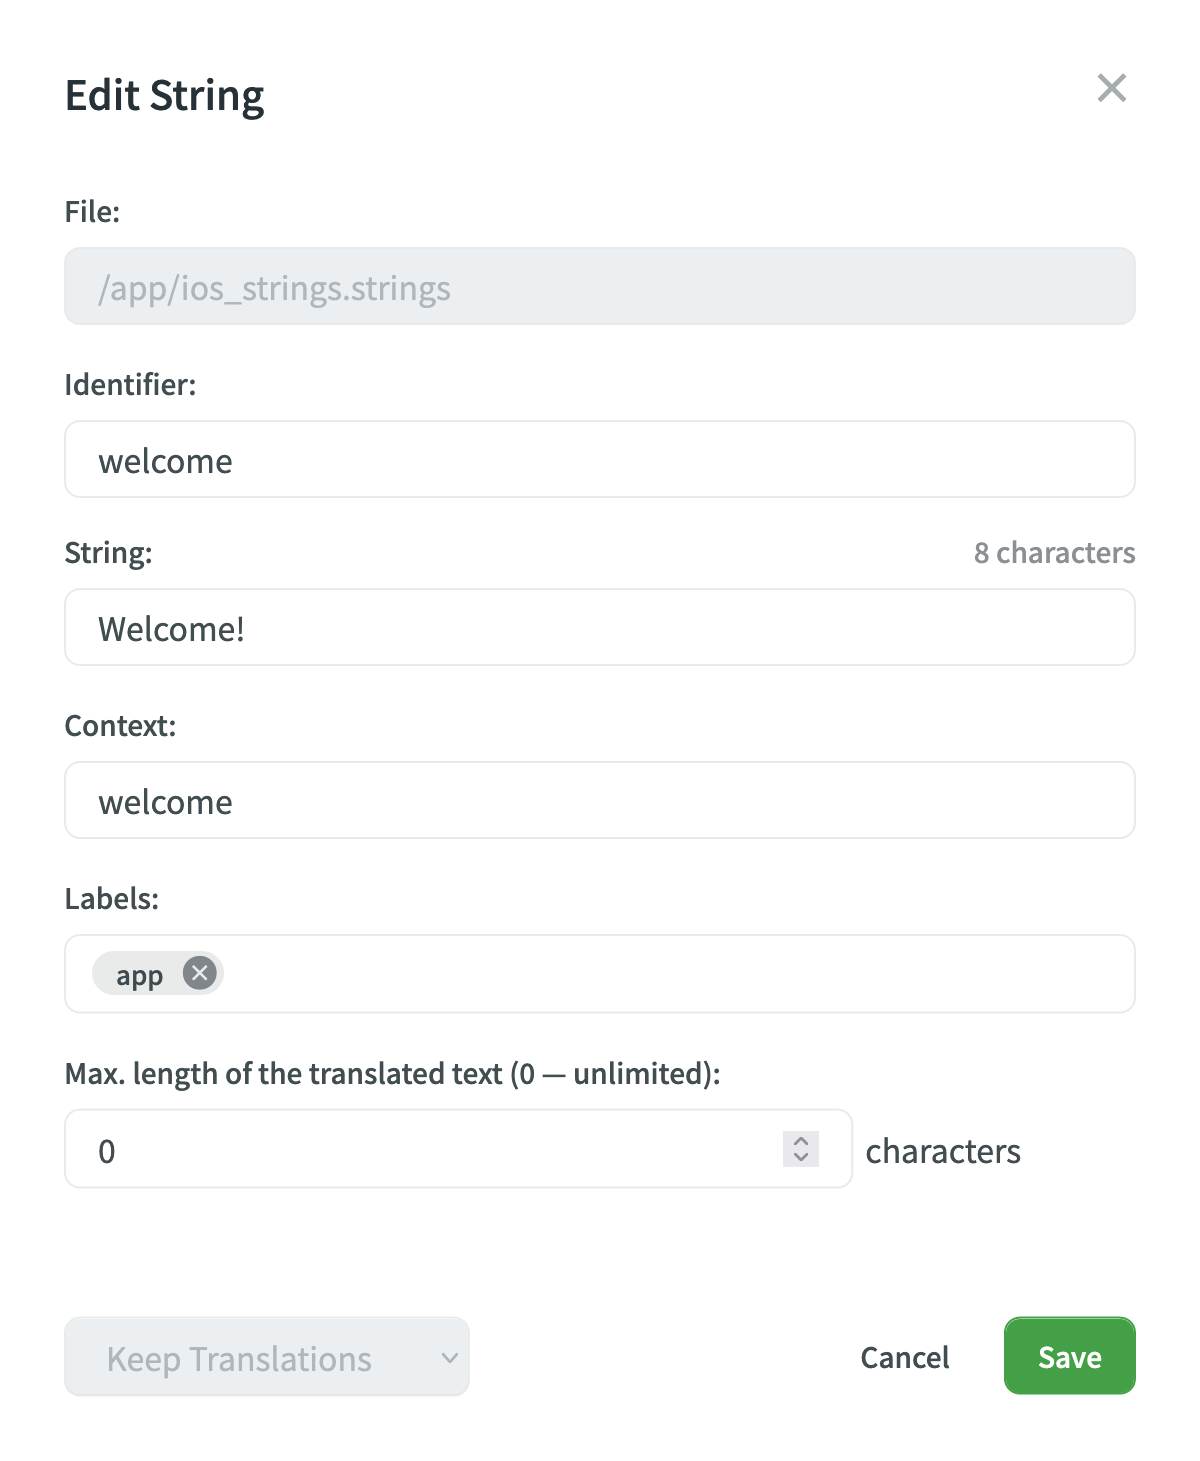 Edit String
File:
/app/ios_strings.strings
Identifier:
welcome
String:
8 characters
Welcome!
Context:
welcome
Labels:
app
Max. length of the translated text (0 — unlimited):
0
characters
Keep Translations
Cancel
Save